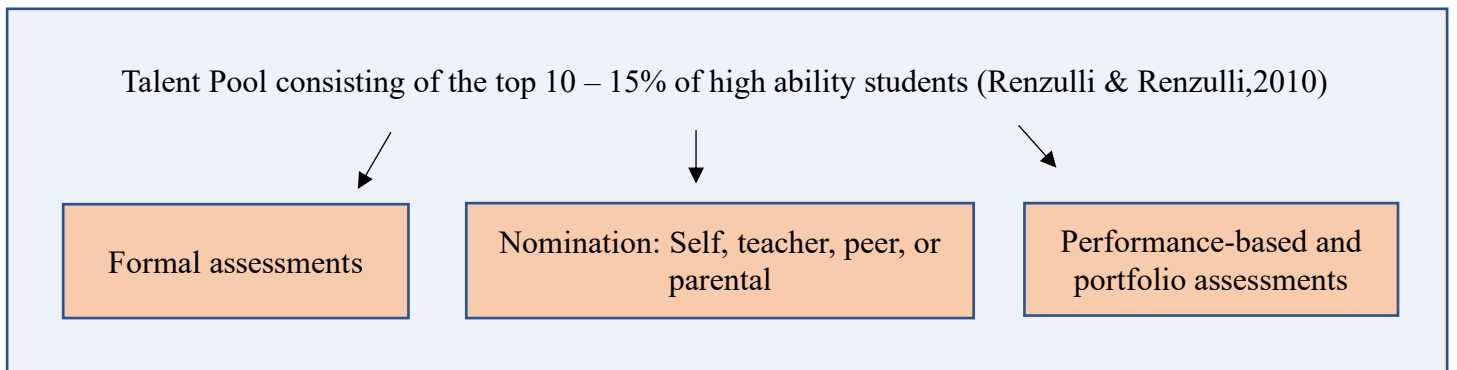 Talent Pool consisting of the top 10 – 15% of high ability students (Renzulli & Renzulli,2010)
Formal assessments
Nomination: Self, teacher, peer, or
parental
Performance-based and
portfolio assessments